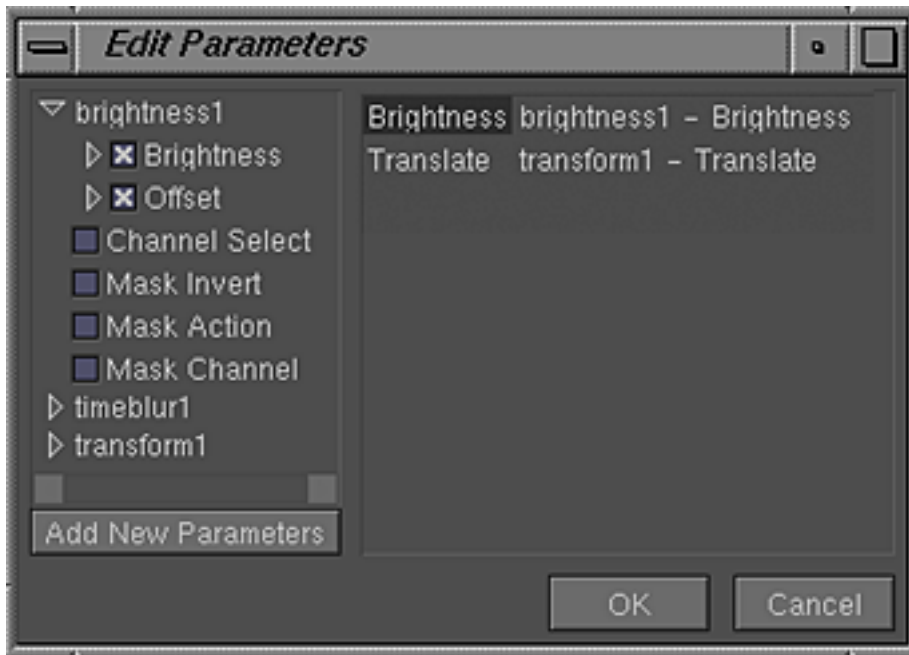 Edit Parameters
brightness1
Brightness
Offset
Channel Select
Mask Invert
Mask Action
Mask Channel
timeblur1
transform1
Add New Parameters
Brightness brightness1 – Brightness
Translate transform1 – Translate
OK Cancel